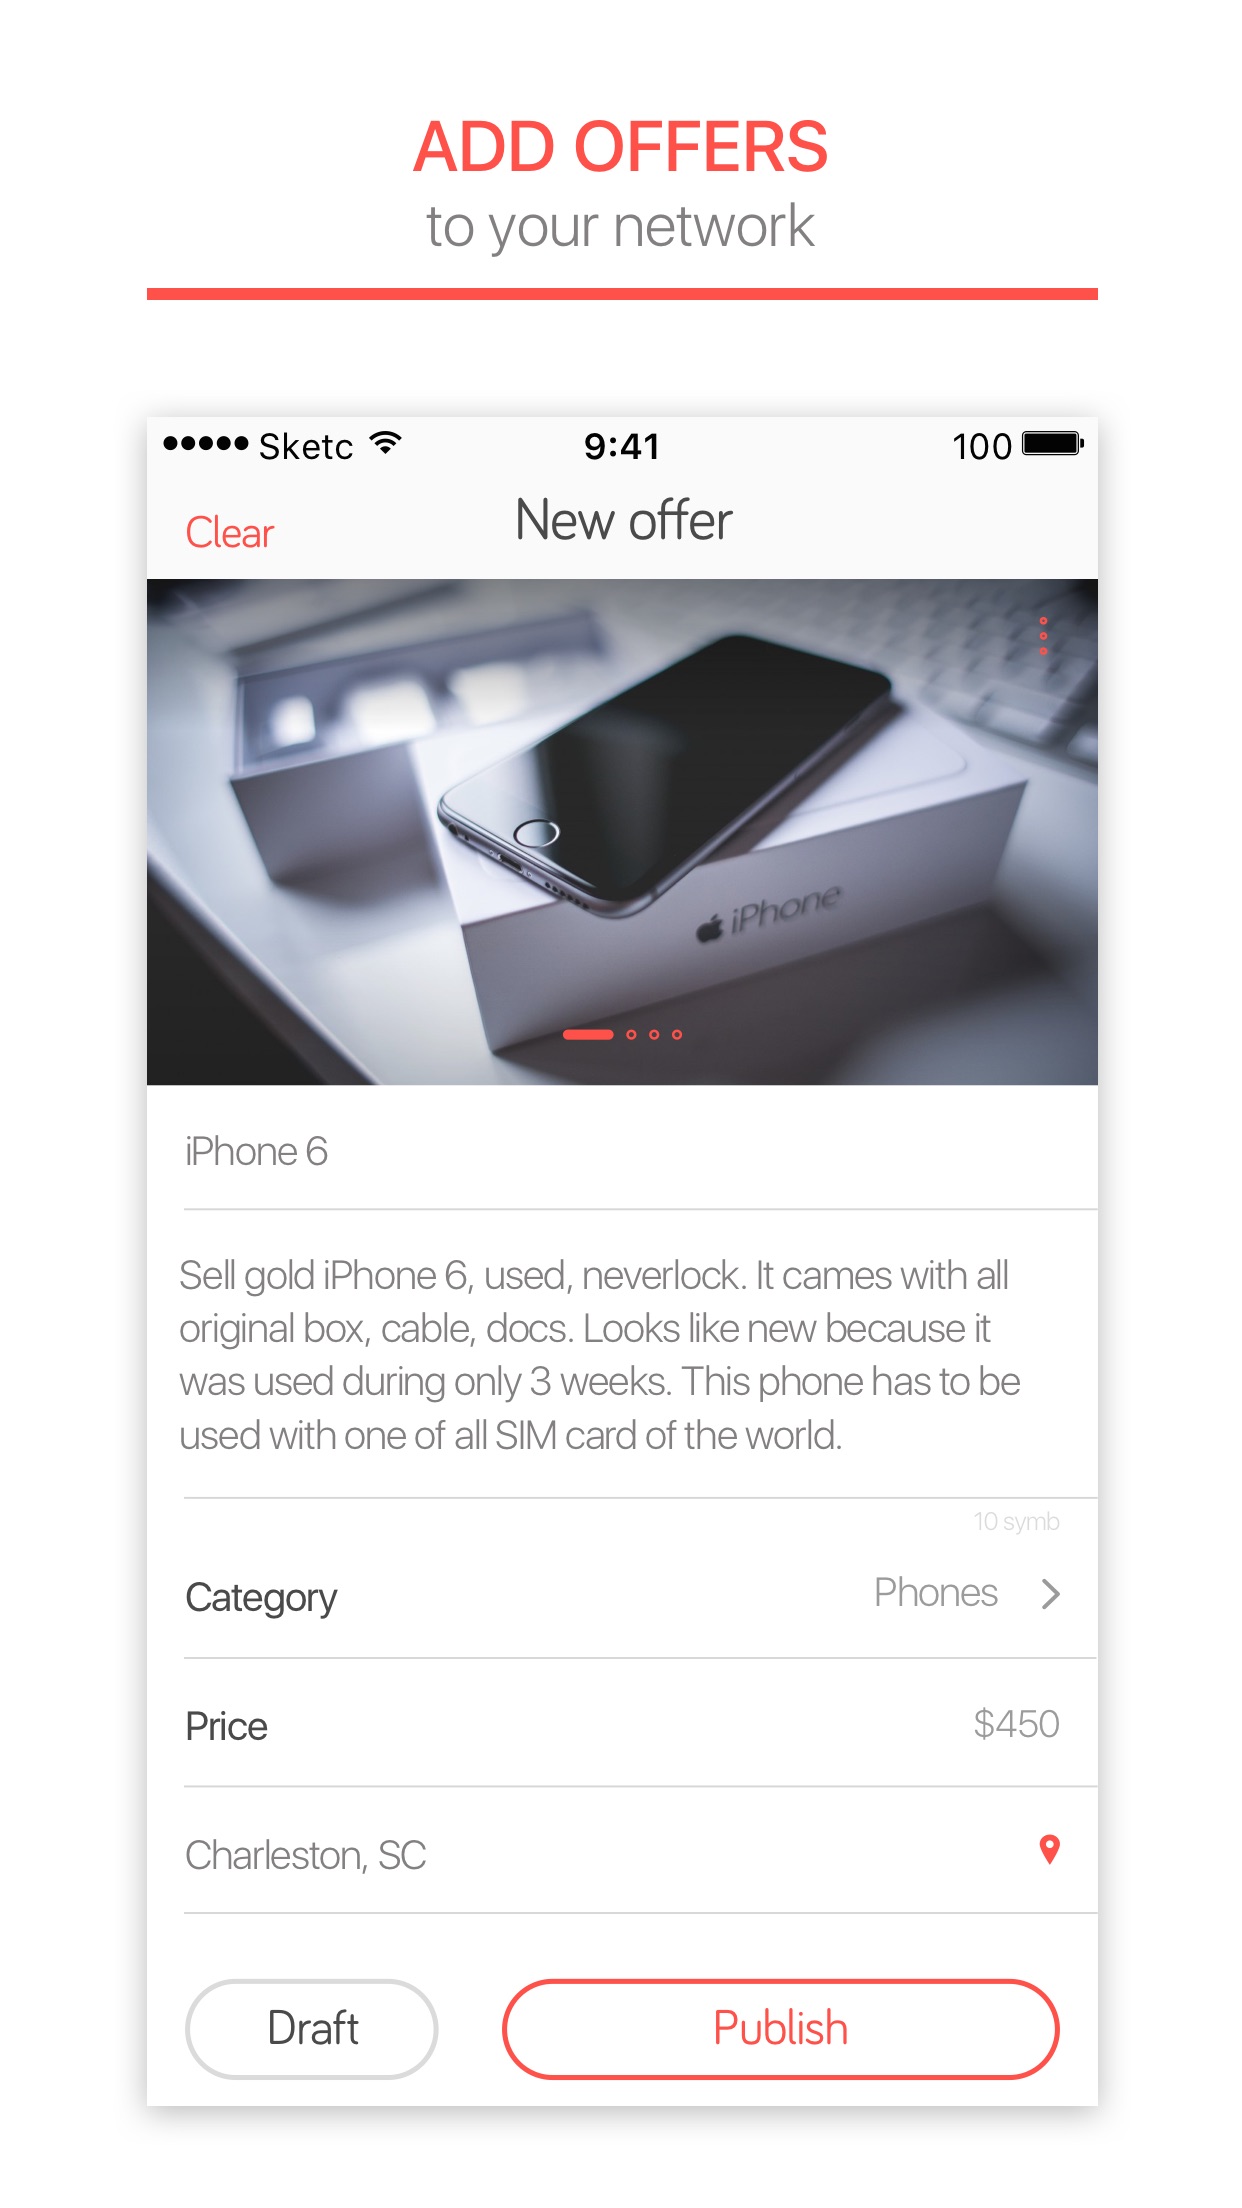 ADD OFFERS
to your network
Sketc 9:41 100
Clear New offer
iPhone
iPhone 6
Sell gold iPhone 6, used, neverlock. It cames with all
original box, cable, docs. Looks like new because it
was used during only 3 weeks. This phone has to be
used with one of all SIM card of the world.
10 symb
Category Phones
Price $450
Charleston, SC
Draft Publish